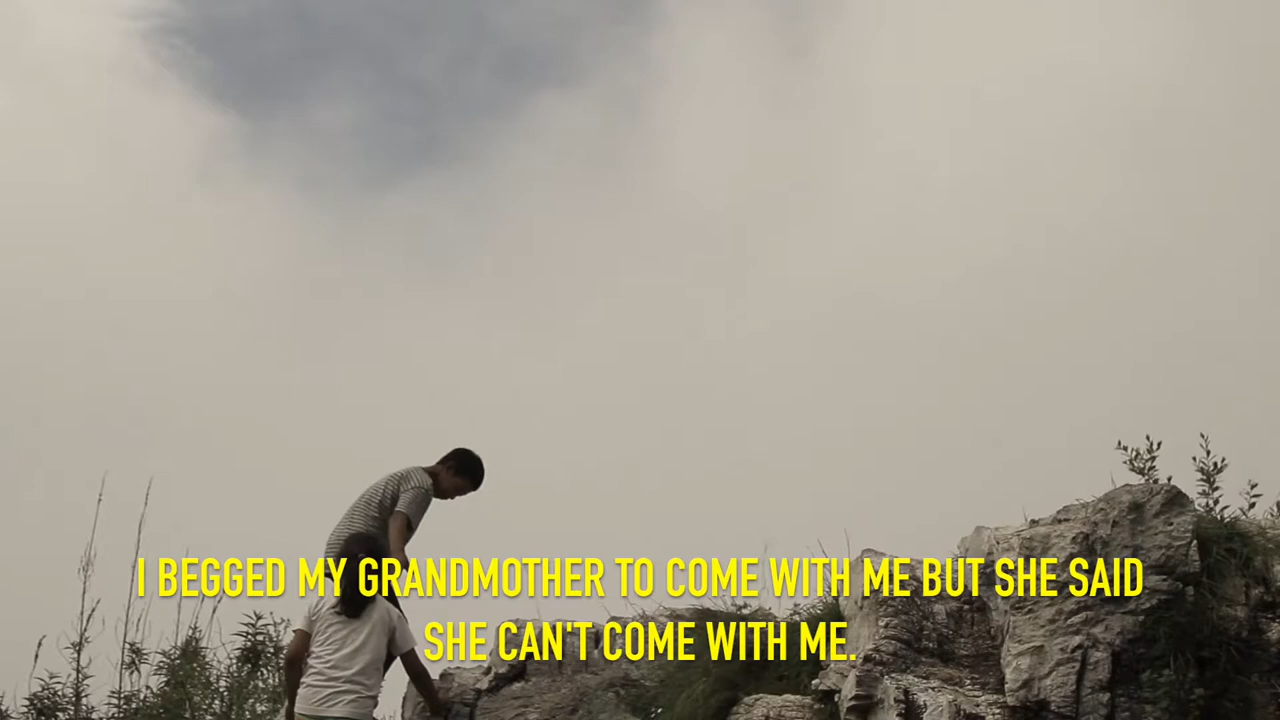 I BEGGED MY GRANDMOTHER TO COME WITH ME BUT SHE SAID
SHE CAN'T COME WITH ME.